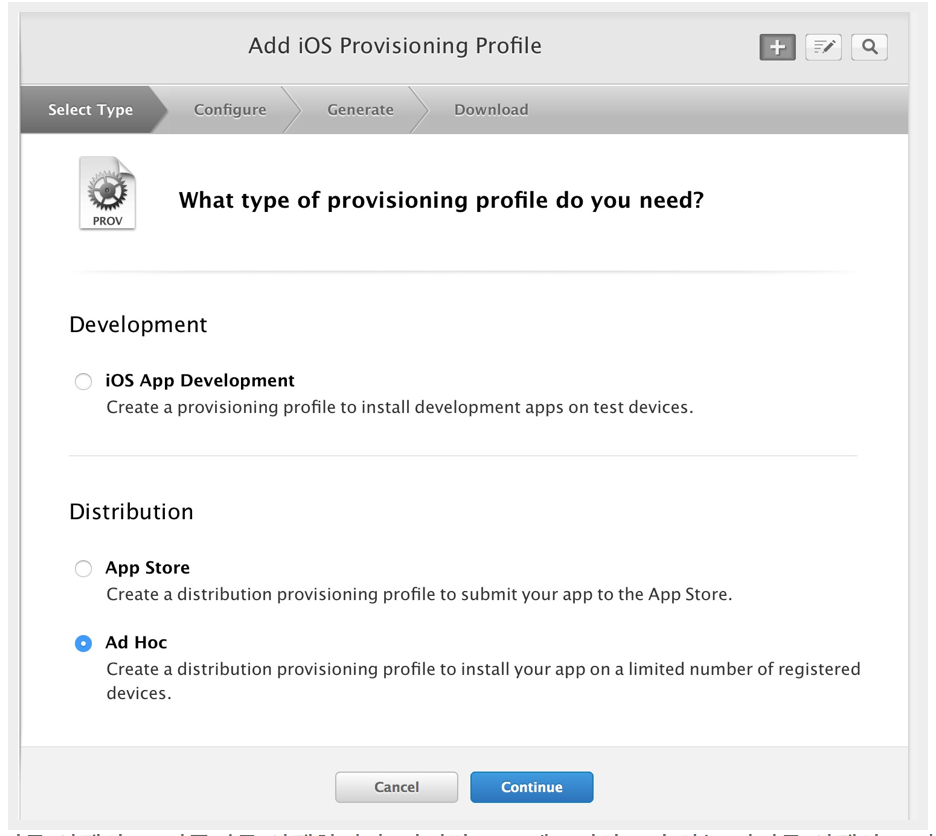 Add iOS Provisioning Profile
Select Type
Configure
Generate
Download
PROV
What type of provisioning profile do you need?
Development
iOS App Development
Create a provisioning profile to install development apps on test devices.
Distribution
App Store
Create a distribution provisioning profile to submit your app to the App Store.
Ad Hoc
Create a distribution provisioning profile to install your app on a limited number of registered
devices.
Cancel
Continue